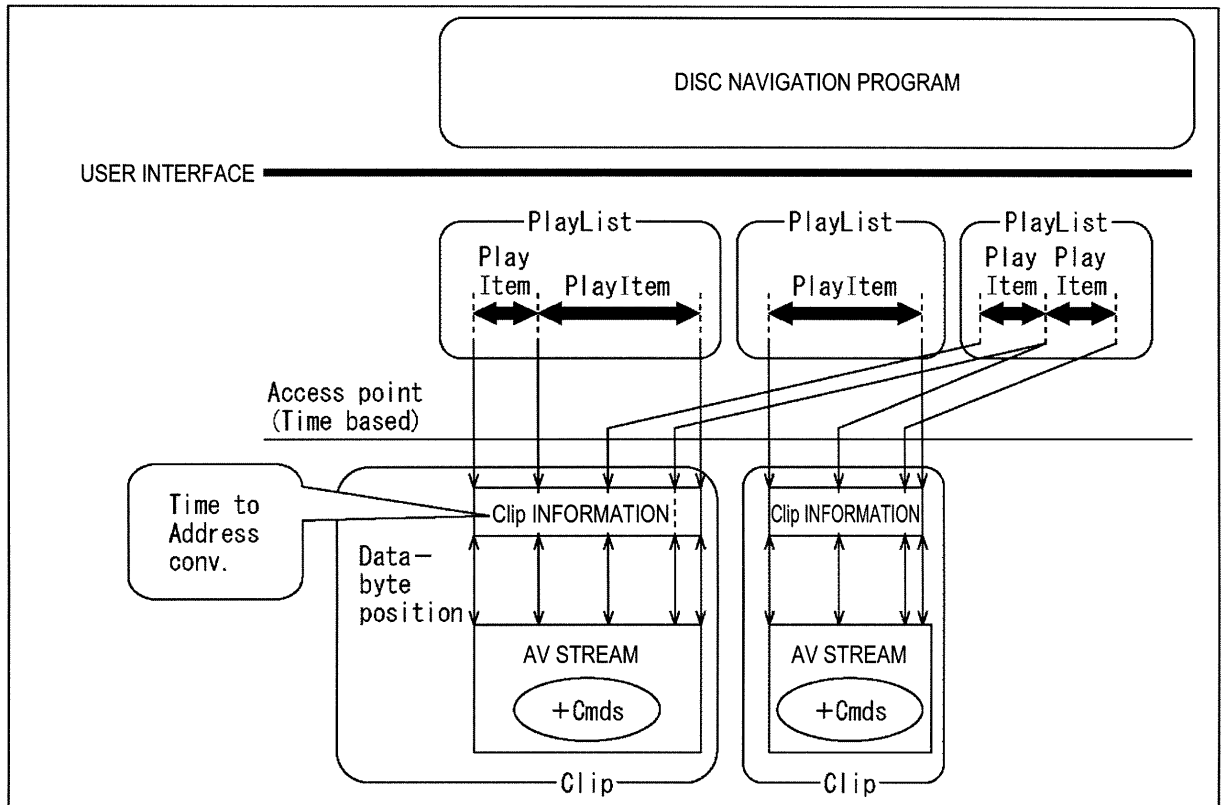 DISC NAVIGATION PROGRAM
USER INTERFACE
PlayList
PlayList
PlayList
Play
Item
PlayItem
PlayItem
Play
Item
Play
Item
Access point
(Time based)
Time to
Address
conv.
Clip INFORMATION
Clip INFORMATION
Data-
byte
position
AV STREAM
AV STREAM
+Cmds
+Cmds
Clip
Clip